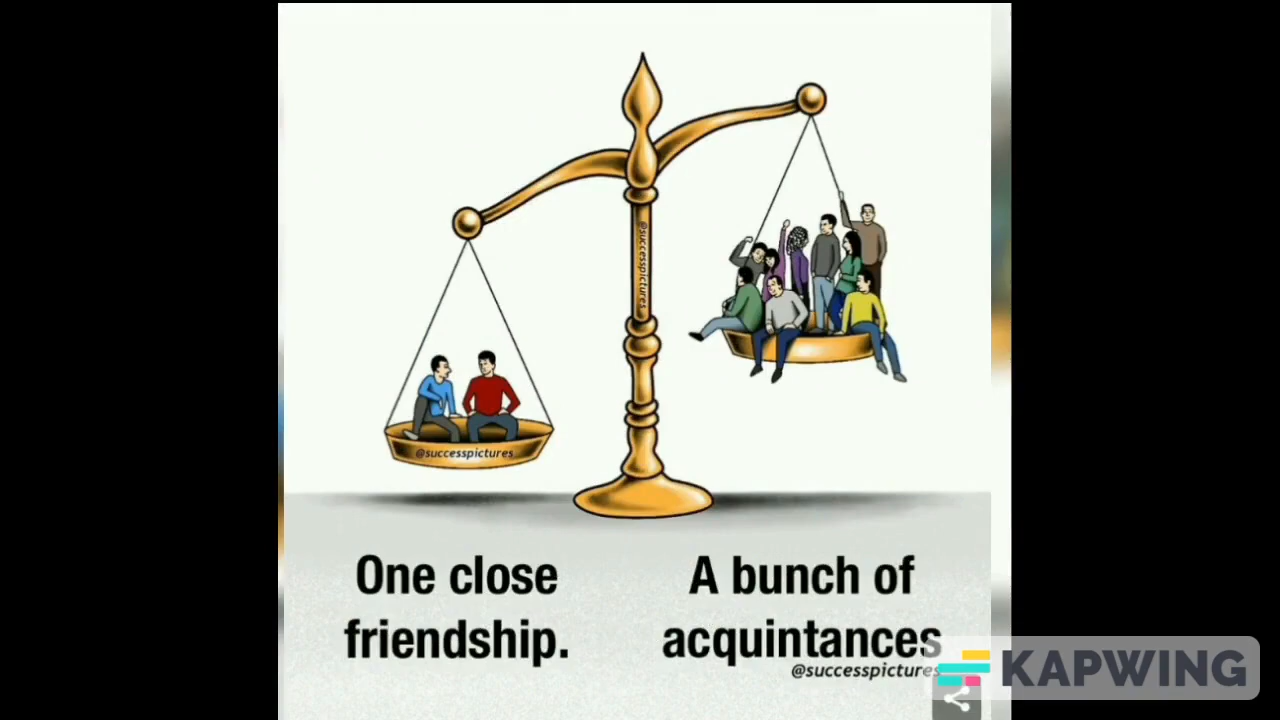 @successpictures
@successpictures
One close
friendship.
A bunch of
acquintances
@successpictures
KAPWING